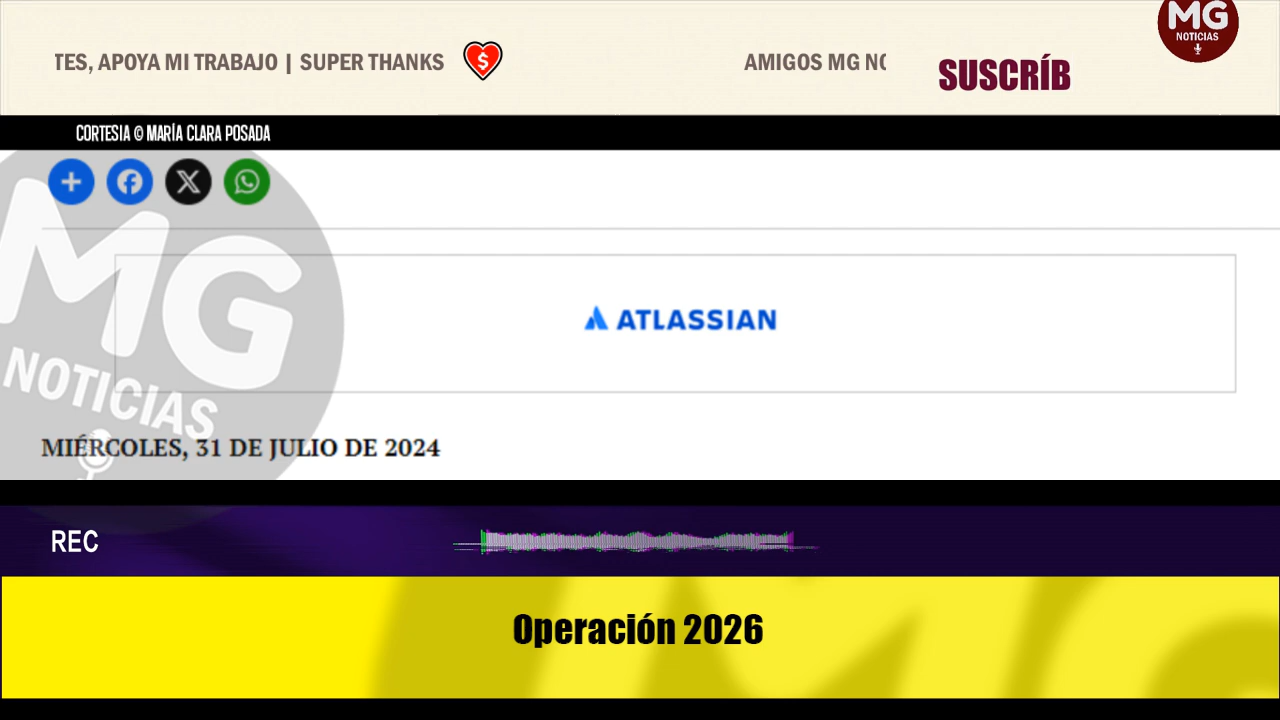 TES, APOYA MI TRABAJO | SUPER THANKS
$
AMIGOS MG NO
SUSCRÍB
MG
NOTICIAS
CORTESIA © MARÍA CLARA POSADA
MG
NOTICIAS
ATLASSIAN
MIÉRCOLES, 31 DE JULIO DE 2024
REC
Operación 2026